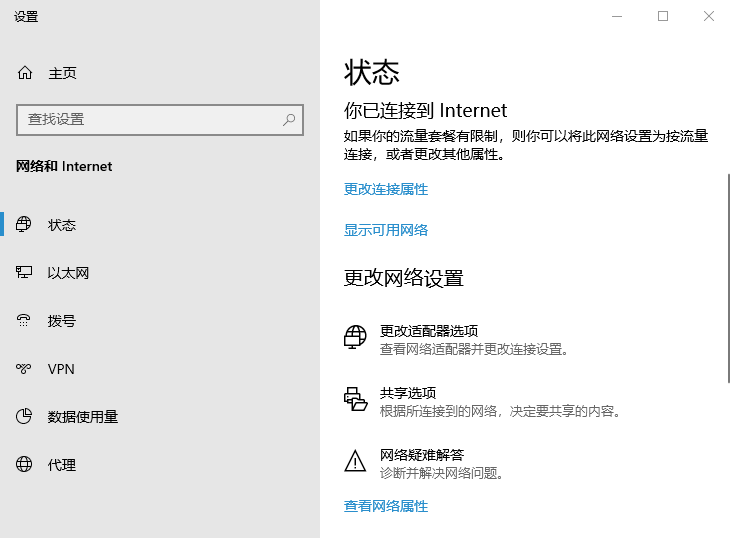 设置
主页
查找设置
网络和 Internet
状态
以太网
拨号
VPN
数据使用量
代理
状态
你已连接到 Internet
如果你的流量套餐有限制，则你可以将此网络设置为按流量
连接，或者更改其他属性。
更改连接属性
显示可用网络
更改网络设置
更改适配器选项
查看网络适配器并更改连接设置。
共享选项
根据所连接到的网络，决定要共享的内容。
网络疑难解答
诊断并解决网络问题。
查看网络属性